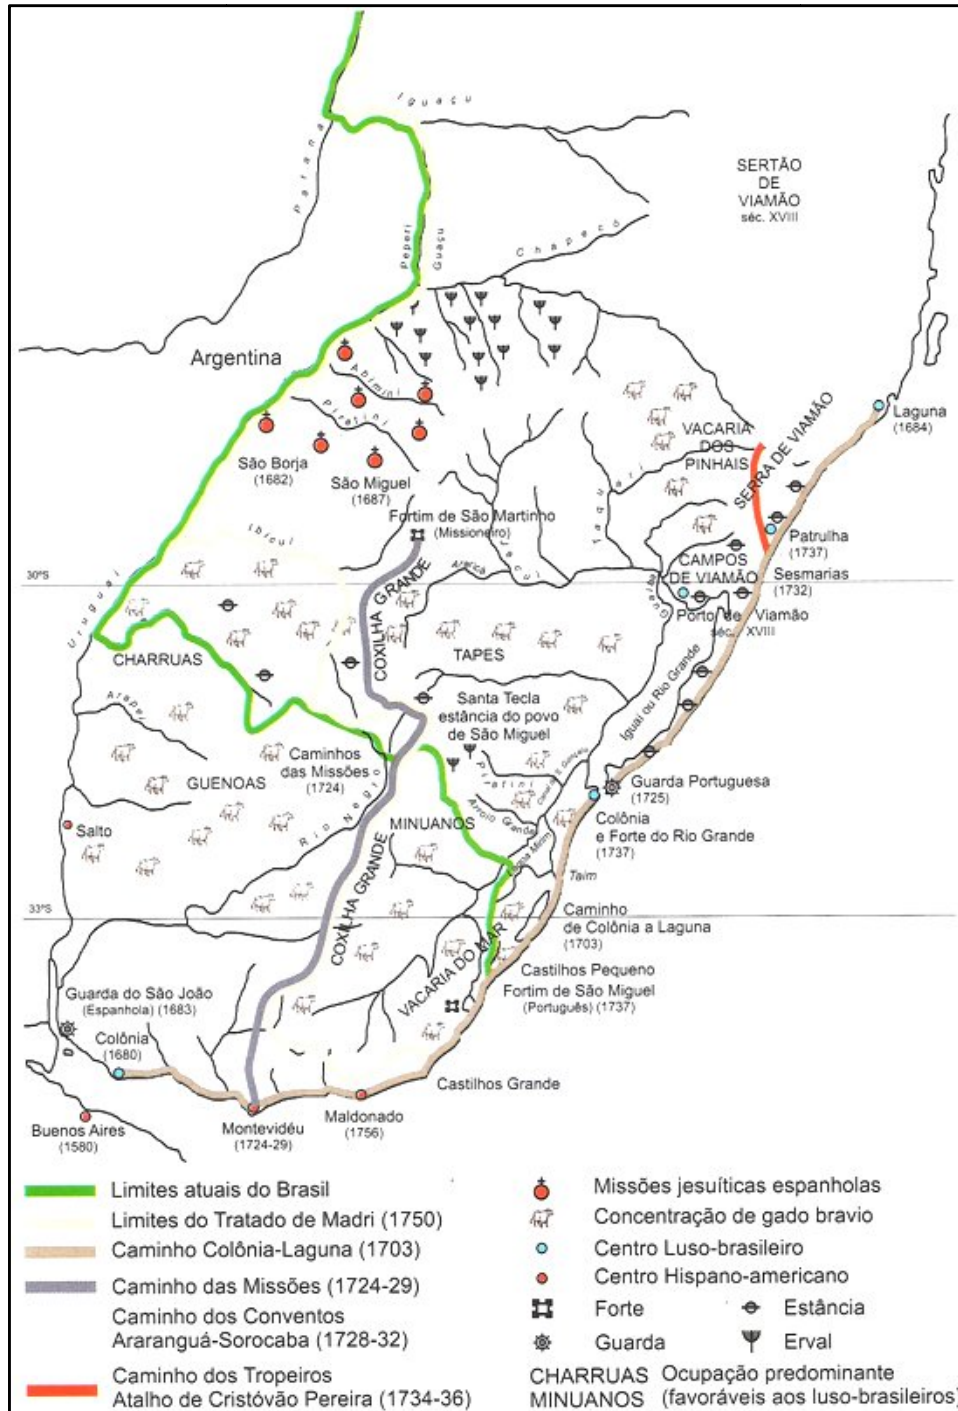 Iguaçu
Paraná
SERTÃO
DE
VIAMÃO
séc. XVIII
Peperi
Guaçu
Chapecó
Argentina
Abimini
Piratini
São Borja
(1682)
São Miguel
(1687)
VACARIA
DOS
PINHAIS
SERRA DE VIAMÃO
Laguna
(1684)
Fortim de São Martinho
(Missioneiro)
Ibicuí
Jacuí
Patrulha
(1737)
CAMPOS
DE VIAMÃO
Sesmarias
(1732)
30ºS
Guaíba
Porto de Viamão
séc. XVIII
Uruguai
COXILHA GRANDE
CHARRUAS
TAPES
Arapei
Santa Tecla
estância do povo
de São Miguel
Iguaí ou Rio Grande
GUENOAS
Caminhos
das Missões
(1724)
Rio Negro
Piratini
Canal de S. Gonçalo
Guarda Portuguesa
(1725)
Salto
MINUANOS
Arroio Grande
Colônia
e Forte do Rio Grande
(1737)
Lagoa Mirim
Taim
33ºS
COXILHA GRANDE
Caminho
de Colônia a Laguna
(1703)
VACARIA DO MAR
Castilhos Pequeno
Fortim de São Miguel
(Português) (1737)
Guarda do São João
(Espanhola) (1683)
Colônia
(1680)
Castilhos Grande
Buenos Aires
(1580)
Montevidéu
(1724-29)
Maldonado
(1756)
Limites atuais do Brasil
Limites do Tratado de Madri (1750)
Caminho Colônia-Laguna (1703)
Caminho das Missões (1724-29)
Caminho dos Conventos
Araranguá-Sorocaba (1728-32)
Caminho dos Tropeiros
Atalho de Cristóvão Pereira (1734-36)
Missões jesuíticas espanholas
Concentração de gado bravio
Centro Luso-brasileiro
Centro Hispano-americano
Forte
Estância
Guarda
Erval
CHARRUAS
MINUANOS
Ocupação predominante
(favoráveis aos luso-brasileiros)